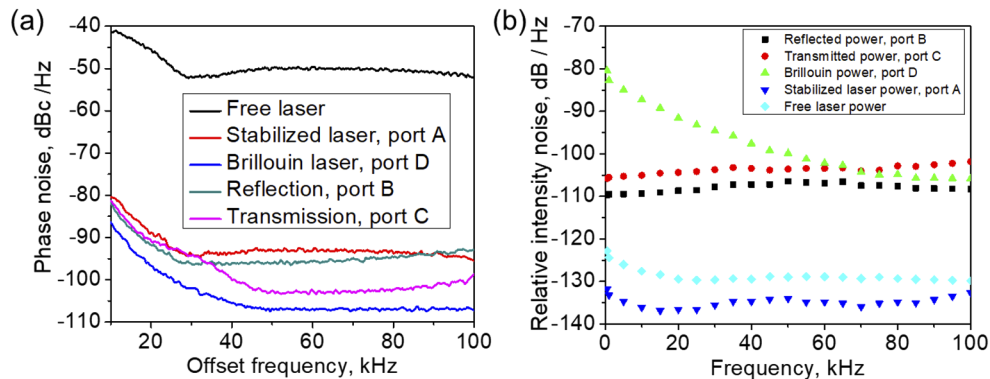 (a)
Phase noise, dBc /Hz
-40
-50
-60
-70
-80
-90
-100
-110
Free laser
Stabilized laser, port A
Brillouin laser, port D
Reflection, port B
Transmission, port C
20
40
60
80
100
Offset frequency, kHz
(b)
Relative intensity noise, dB / Hz
-70
-80
-90
-100
-110
-120
-130
-140
Reflected power, port B
Transmitted power, port C
Brillouin power, port D
Stabilized laser power, port A
Free laser power
0
20
40
60
80
100
Frequency, kHz